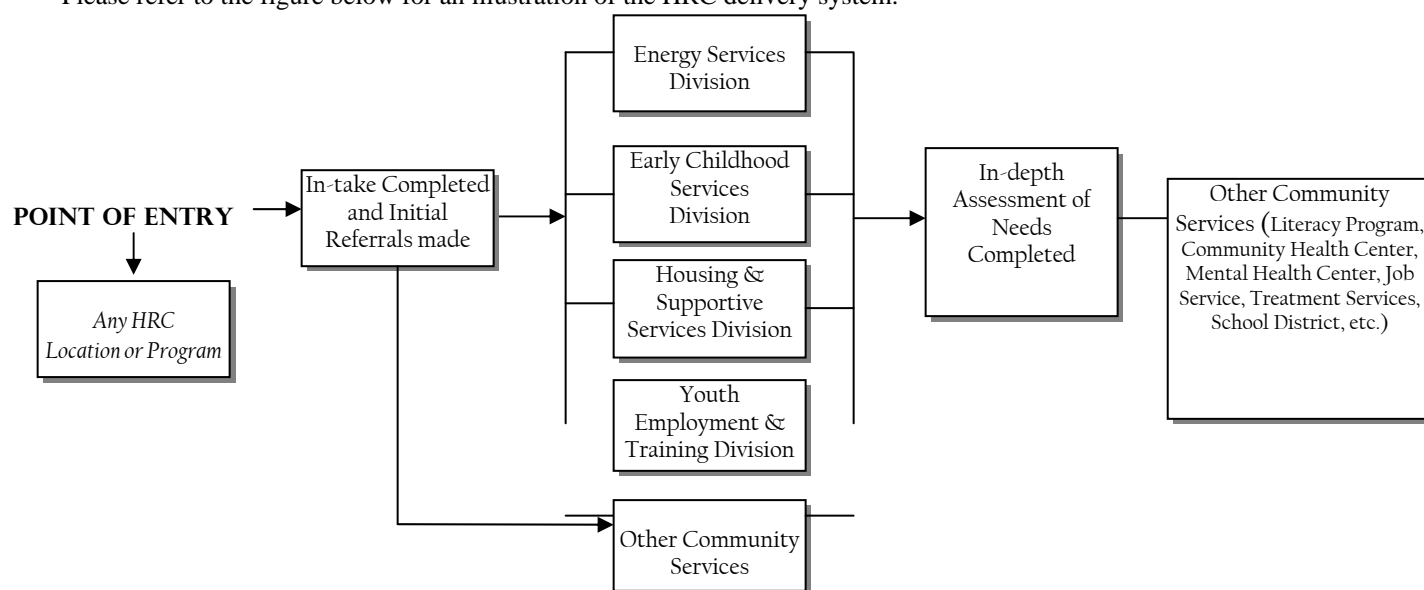 Please refer to the figure below for an illustration of the HRC delivery system.
POINT OF ENTRY
Any HRC
Location or Program
In-take Completed
and Initial
Referrals made
Energy Services
Division
Early Childhood
Services
Division
Housing &
Supportive
Services Division
Youth
Employment &
Training Division
Other Community
Services
In-depth
Assessment of
Needs
Completed
Other Community
Services (Literacy Program,
Community Health Center,
Mental Health Center, Job
Service, Treatment Services,
School District, etc.)